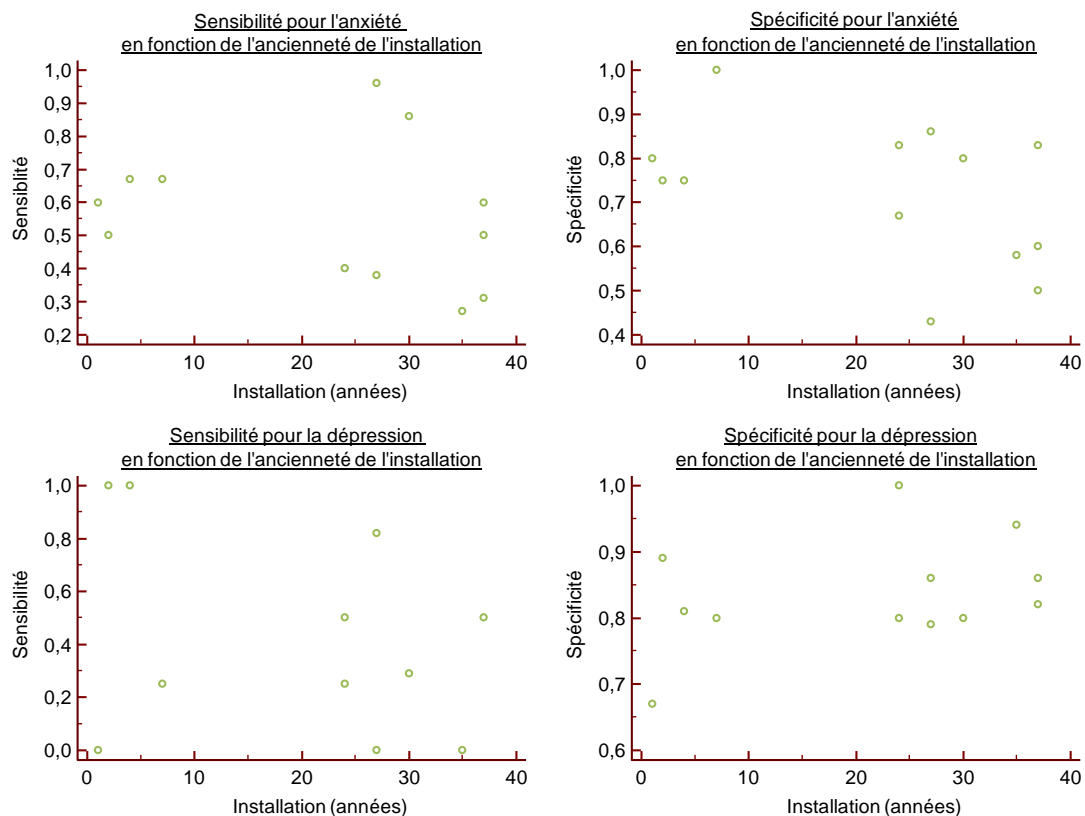 Sensibilité pour l'anxiété
en fonction de l'ancienneté de l'installation
1,0
0,9
0,8
0,7
0,6
0,5
0,4
0,3
0,2
Sensiblité
0 10 20 30 40
Installation (années)
Spécificité pour l'anxiété
en fonction de l'ancienneté de l'installation
1,0
0,9
0,8
0,7
0,6
0,5
0,4
Spécificité
0 10 20 30 40
Installation (années)
Sensibilité pour la dépression
en fonction de l'ancienneté de l'installation
1,0
0,8
0,6
0,4
0,2
0,0
Sensibilité
0 10 20 30 40
Installation (années)
Spécificité pour la dépression
en fonction de l'ancienneté de l'installation
1,0
0,9
0,8
0,7
0,6
Spécificité
0 10 20 30 40
Installation (années)